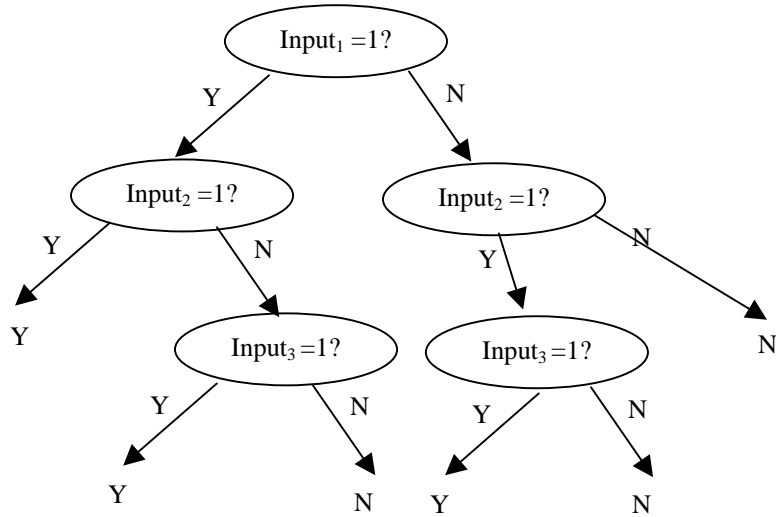 Input₁ =1?
Y
N
Input₂ =1?
Input₂ =1?
Y
N
Y
N
Y
Input₃ =1?
Input₃ =1?
N
Y
N
Y
N
Y
N
Y
N